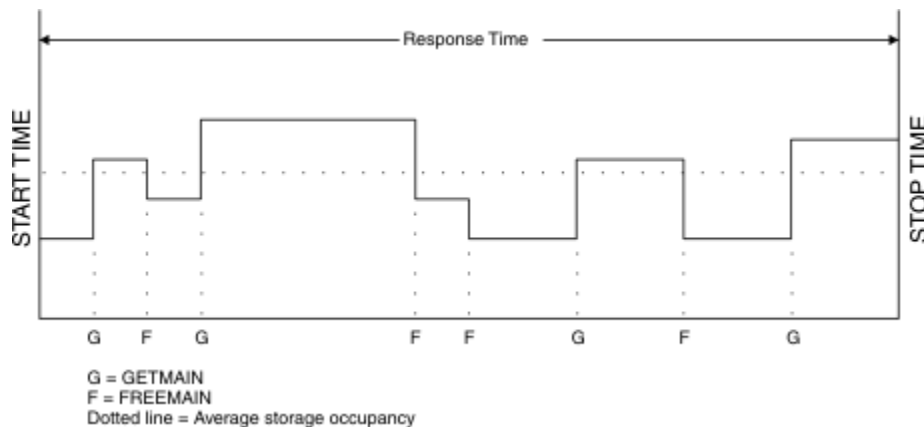 Response Time
START TIME
STOP TIME
G F G F F G F G
G = GETMAIN
F = FREEMAIN
Dotted line = Average storage occupancy